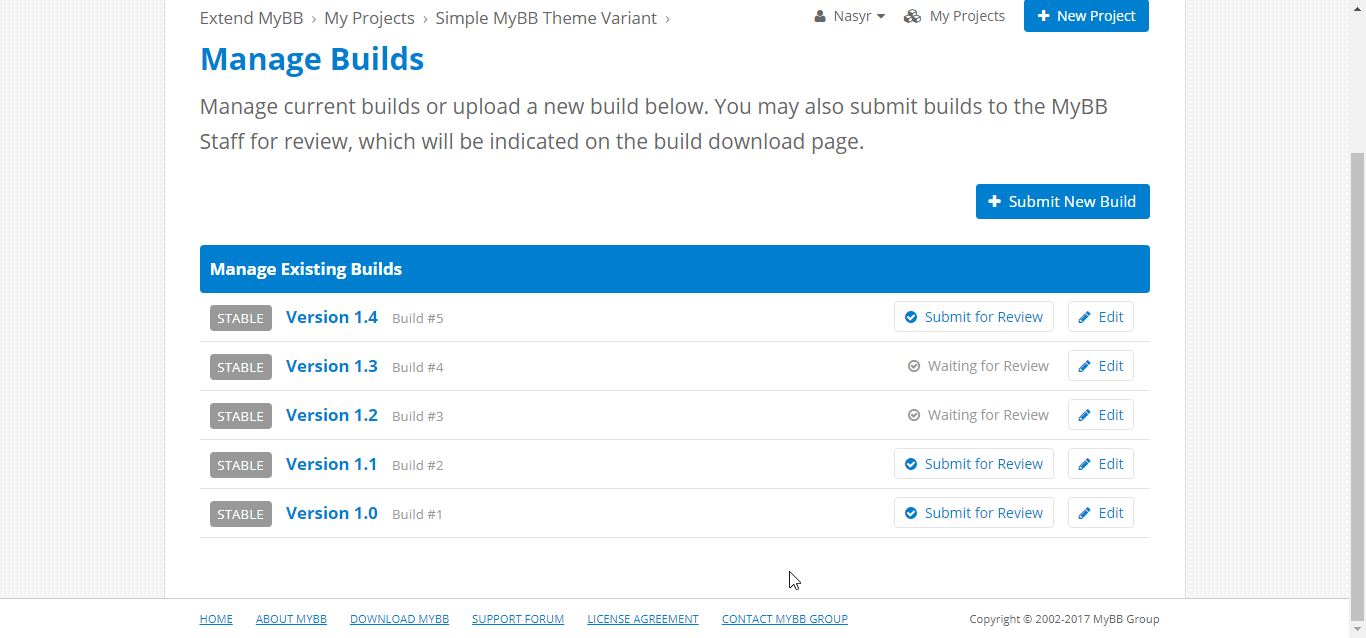 Extend MyBB › My Projects › Simple MyBB Theme Variant › Nasyr My Projects New Project
Manage Builds
Manage current builds or upload a new build below. You may also submit builds to the MyBB
Staff for review, which will be indicated on the build download page.
Submit New Build
Manage Existing Builds
STABLE Version 1.4 Build #5 Submit for Review Edit
STABLE Version 1.3 Build #4 Waiting for Review Edit
STABLE Version 1.2 Build #3 Waiting for Review Edit
STABLE Version 1.1 Build #2 Submit for Review Edit
STABLE Version 1.0 Build #1 Submit for Review Edit
HOME ABOUT MYBB DOWNLOAD MYBB SUPPORT FORUM LICENSE AGREEMENT CONTACT MYBB GROUP Copyright © 2002-2017 MyBB Group